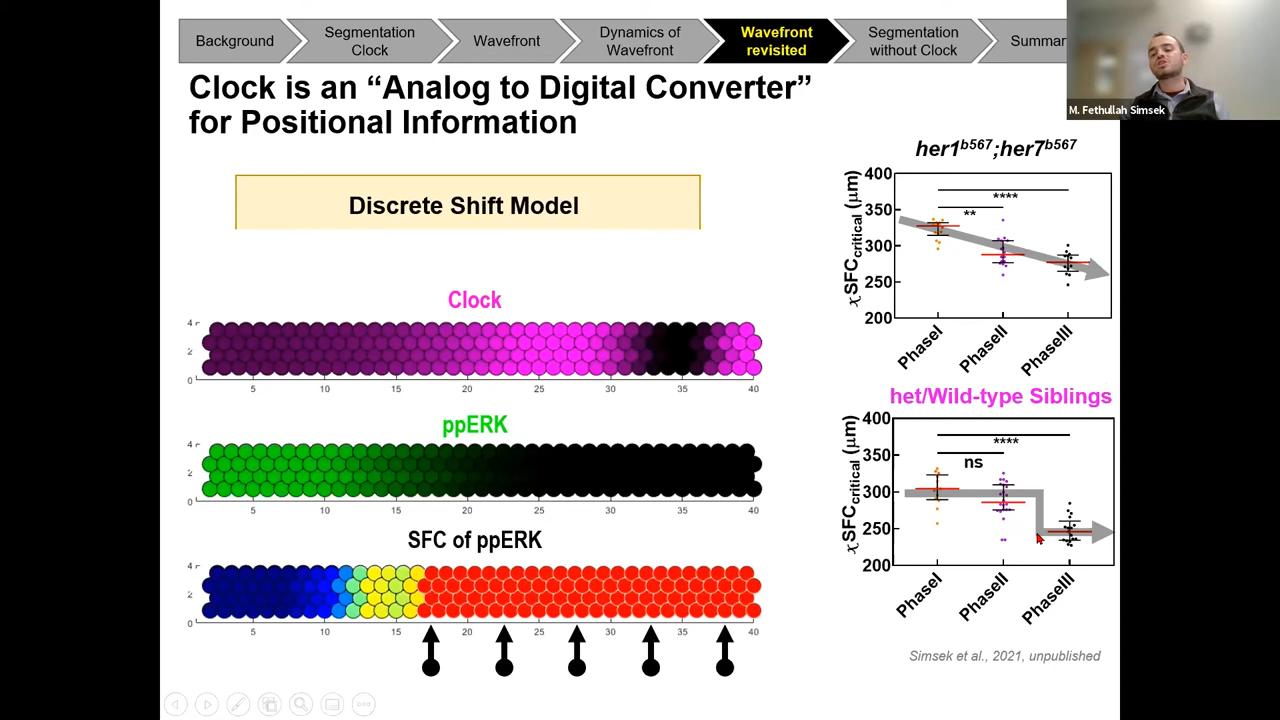 Background
Segmentation
Clock
Wavefront
Dynamics of
Wavefront
Wavefront
revisited
Segmentation
without Clock
Summar
M. Fethullah Simsek
Clock is an “Analog to Digital Converter”
for Positional Information
Discrete Shift Model
Clock
4
2
0
5 10 15 20 25 30 35 40
ppERK
4
2
0
5 10 15 20 25 30 35 40
SFC of ppERK
4
2
0
5 10 15 20 25 30 35 40
her1b567;her7b567
χSFCcritical (μm)
400
350
300
250
200
****
**
PhaseI
PhaseII
PhaseIII
het/Wild-type Siblings
χSFCcritical (μm)
400
350
300
250
200
****
ns
PhaseI
PhaseII
PhaseIII
Simsek et al., 2021, unpublished